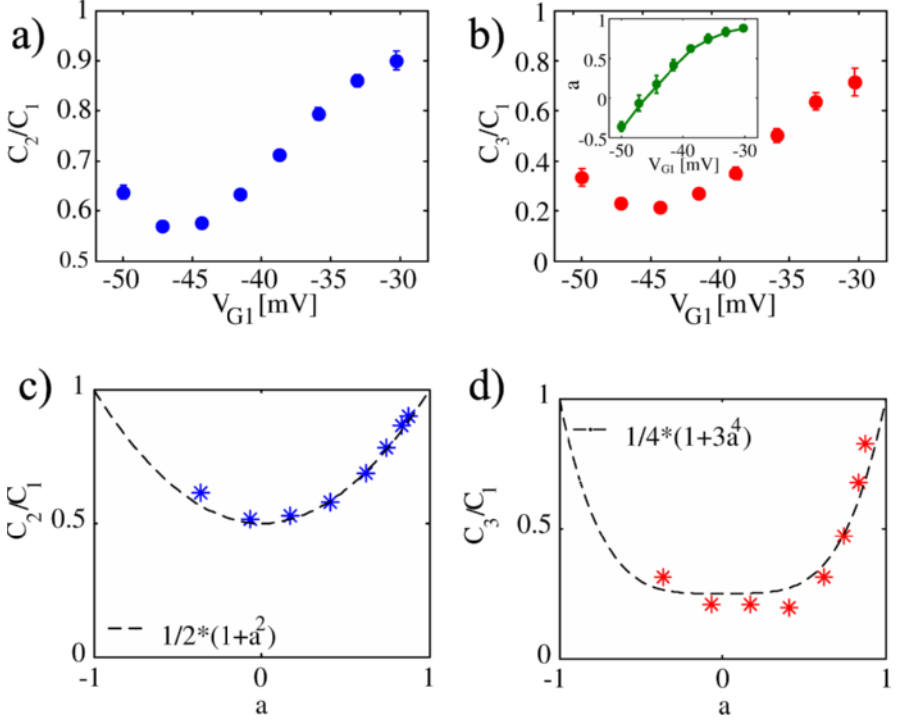 a)
0.9
0.8
0.7
0.6
0.5
C2/C1
-50 -45 -40 -35 -30
VG1 [mV]
b)
1
0.8
0.6
0.4
0.2
0
C3/C1
1
0.5
0
-0.5
a
-50 -40 -30
VG1 [mV]
-50 -45 -40 -35 -30
VG1 [mV]
c)
1
0.5
0
C2/C1
1/2*(1+a^2)
-1 0 1
a
d)
1
0.5
0
C3/C1
1/4*(1+3a^4)
-1 0 1
a